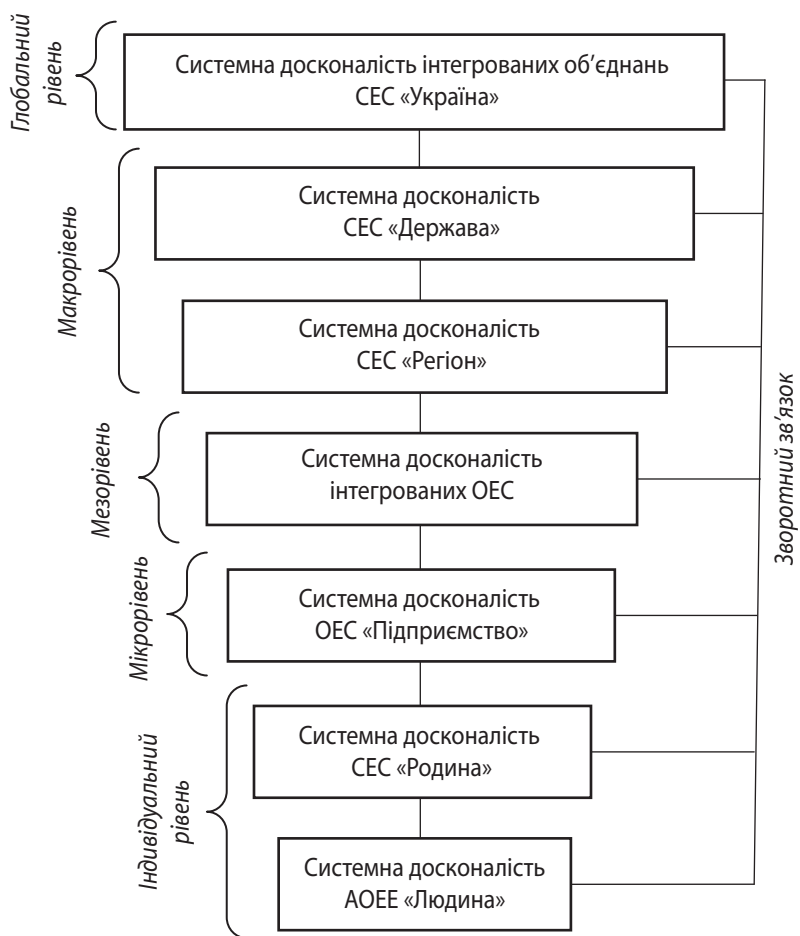 Глобальний
рівень
Системна досконалість інтегрованих об’єднань
СЕС «Україна»
Макрорівень
Системна досконалість
СЕС «Держава»
Системна досконалість
СЕС «Регіон»
Мезорівень
Системна досконалість
інтегрованих ОЕС
Мікрорівень
Системна досконалість
ОЕС «Підприємство»
Індивідуальний
рівень
Системна досконалість
СЕС «Родина»
Системна досконалість
АОЕЕ «Людина»
Зворотний зв’язок